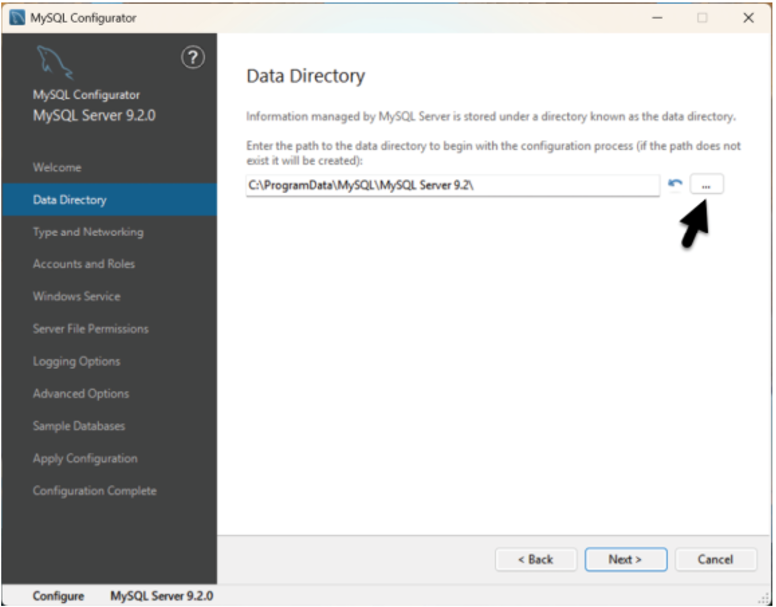 MySQL Configurator
?
MySQL Configurator
MySQL Server 9.2.0
Welcome
Data Directory
Type and Networking
Accounts and Roles
Windows Service
Server File Permissions
Logging Options
Advanced Options
Sample Databases
Apply Configuration
Configuration Complete
Data Directory
Information managed by MySQL Server is stored under a directory known as the data directory.
Enter the path to the data directory to begin with the configuration process (if the path does not
exist it will be created):
C:\ProgramData\MySQL\MySQL Server 9.2\
...
< Back
Next >
Cancel
Configure MySQL Server 9.2.0